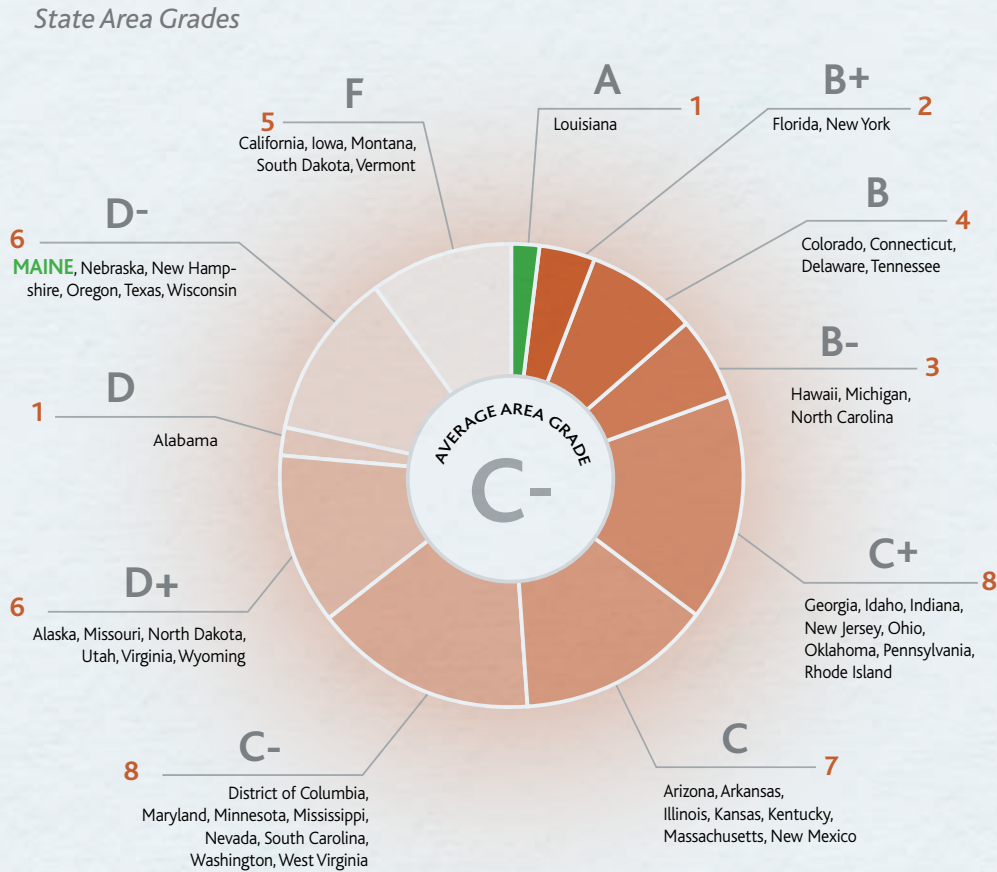 State Area Grades
A
1
Louisiana
B+
2
Florida, New York
B
4
Colorado, Connecticut,
Delaware, Tennessee
B-
3
Hawaii, Michigan,
North Carolina
C+
8
Georgia, Idaho, Indiana,
New Jersey, Ohio,
Oklahoma, Pennsylvania,
Rhode Island
C
7
Arizona, Arkansas,
Illinois, Kansas, Kentucky,
Massachusetts, New Mexico
C-
8
District of Columbia,
Maryland, Minnesota, Mississippi,
Nevada, South Carolina,
Washington, West Virginia
D+
6
Alaska, Missouri, North Dakota,
Utah, Virginia, Wyoming
D
1
Alabama
D-
6
MAINE, Nebraska, New Hamp-
shire, Oregon, Texas, Wisconsin
F
5
California, Iowa, Montana,
South Dakota, Vermont
AVERAGE AREA GRADE
C-